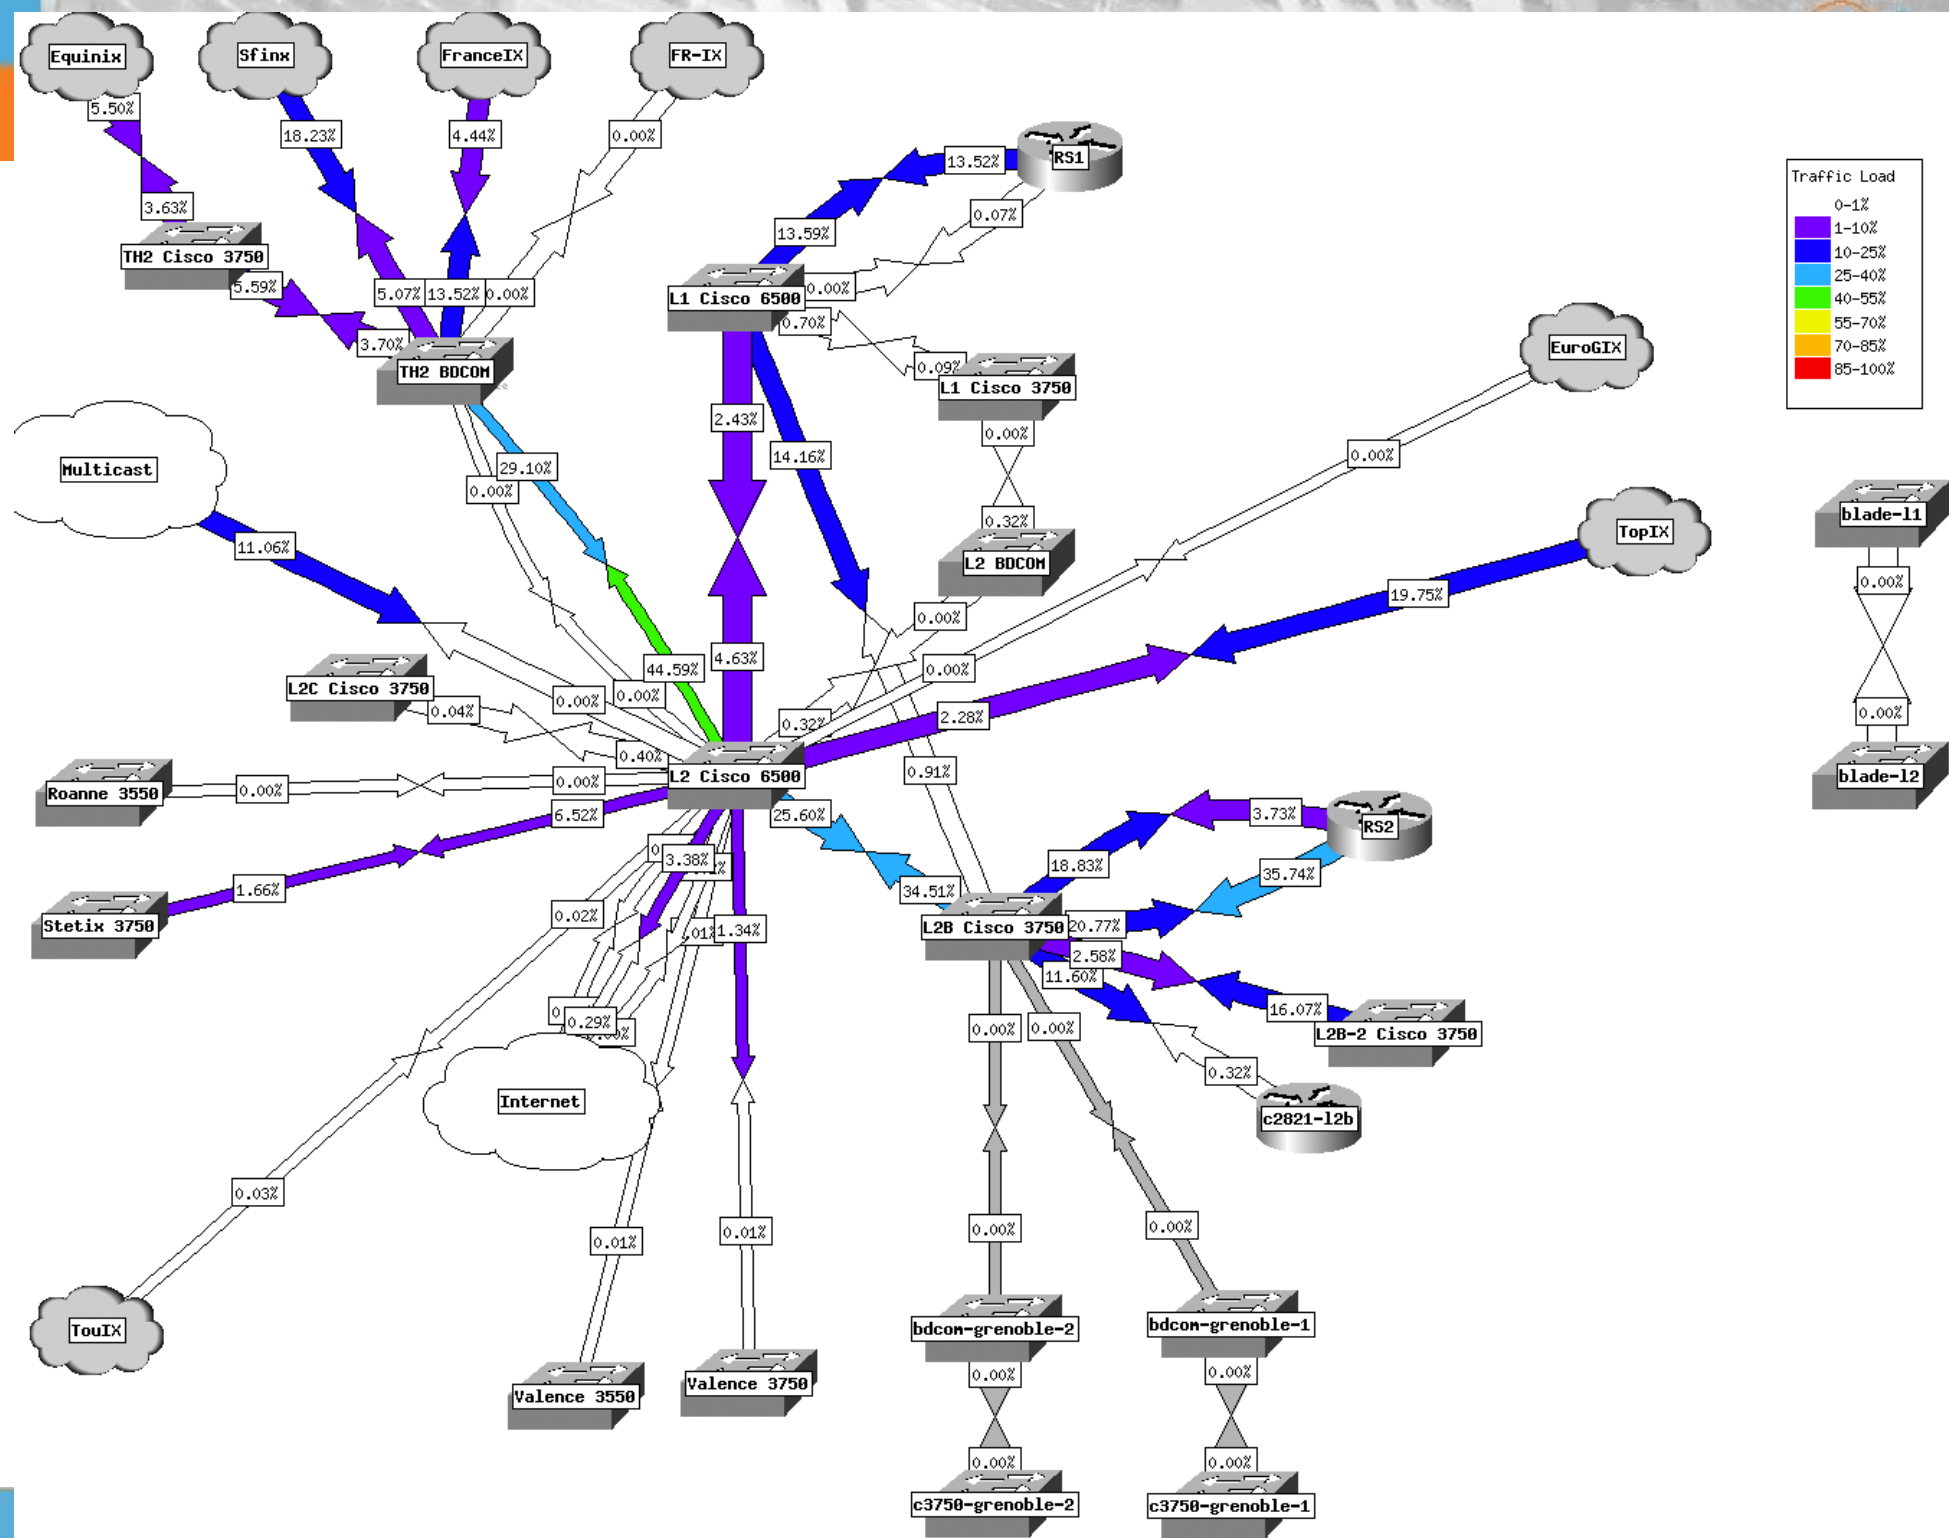 Equinix
Sfinx
FranceIX
FR-IX
5.50%
18.23%
4.44%
0.00%
RS1
13.52%
3.63%
0.07%
13.59%
Traffic Load
0-1%
1-10%
10-25%
25-40%
40-55%
55-70%
70-85%
85-100%
TH2 Cisco 3750
5.59%
5.07%
13.52%
0.00%
L1 Cisco 6500
0.00%
0.70%
3.70%
TH2 BDCOM
0.09%
L1 Cisco 3750
EuroGIX
2.43%
0.00%
14.16%
0.00%
Multicast
29.10%
0.00%
0.32%
blade-l1
TopIX
11.06%
L2 BDCOM
0.00%
19.75%
0.00%
44.59%
4.63%
0.00%
L2C Cisco 3750
0.04%
0.00%
0.00%
0.32%
2.28%
0.00%
0.40%
L2 Cisco 6500
0.91%
blade-l2
Roanne 3550
0.00%
0.00%
6.52%
25.60%
3.73%
RS2
3.38%
18.83%
35.74%
1.66%
34.51%
Stetix 3750
0.02%
01%
1.34%
L2B Cisco 3750
20.77%
2.58%
11.60%
0.29%
0.00%
0.00%
16.07%
L2B-2 Cisco 3750
0.32%
Internet
c2821-l2b
0.03%
0.01%
0.01%
0.00%
0.00%
TouIX
bdcom-grenoble-2
bdcom-grenoble-1
Valence 3550
Valence 3750
0.00%
0.00%
0.00%
0.00%
c3750-grenoble-2
c3750-grenoble-1